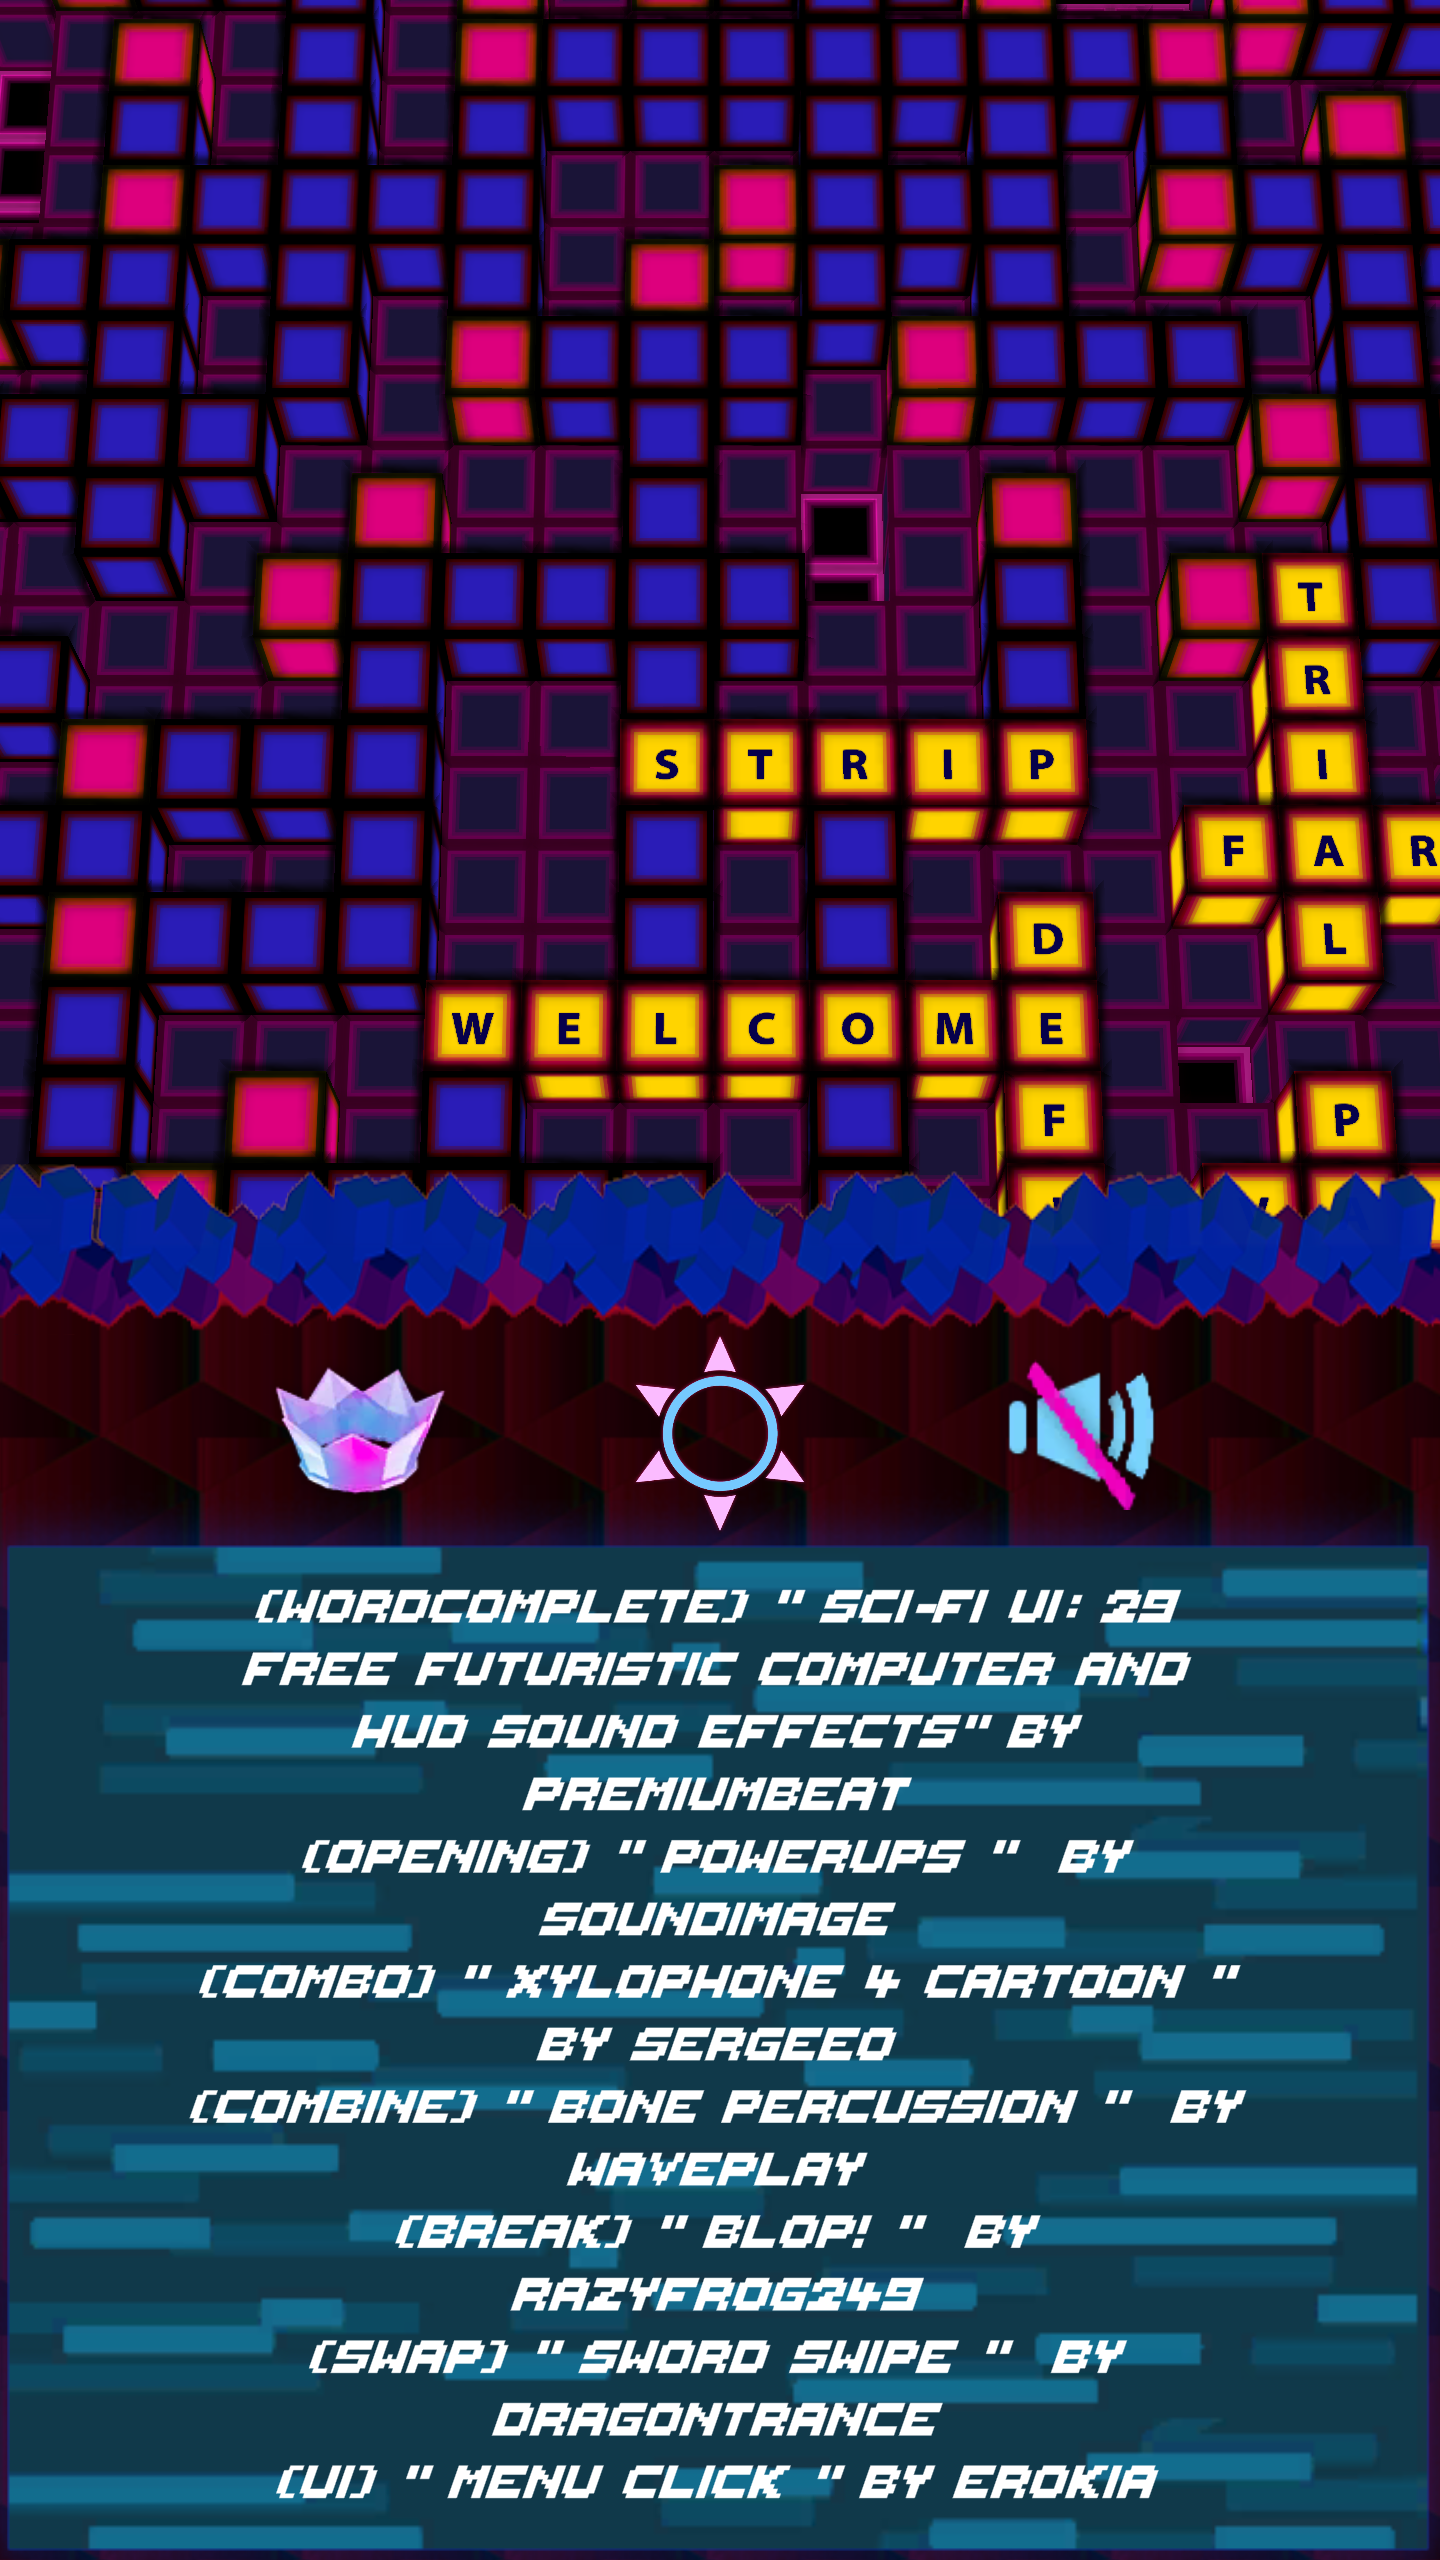 T
R
STRIP
I
FAR
D
L
WELCOME
F
P
(WORDCOMPLETE) " SCI-FI UI: 29
FREE FUTURISTIC COMPUTER AND
HUD SOUND EFFECTS" BY
PREMIUMBEAT
(OPENING) " POWERUPS " BY
SOUNDIMAGE
(COMBO) " XYLOPHONE 4 CARTOON "
BY SERGEEO
(COMBINE) " BONE PERCUSSION " BY
WAVEPLAY
(BREAK) " BLOP! " BY
RAZYFROG249
(SWAP) " SWORD SWIPE " BY
DRAGONTRANCE
(UI) " MENU CLICK " BY EROKIA